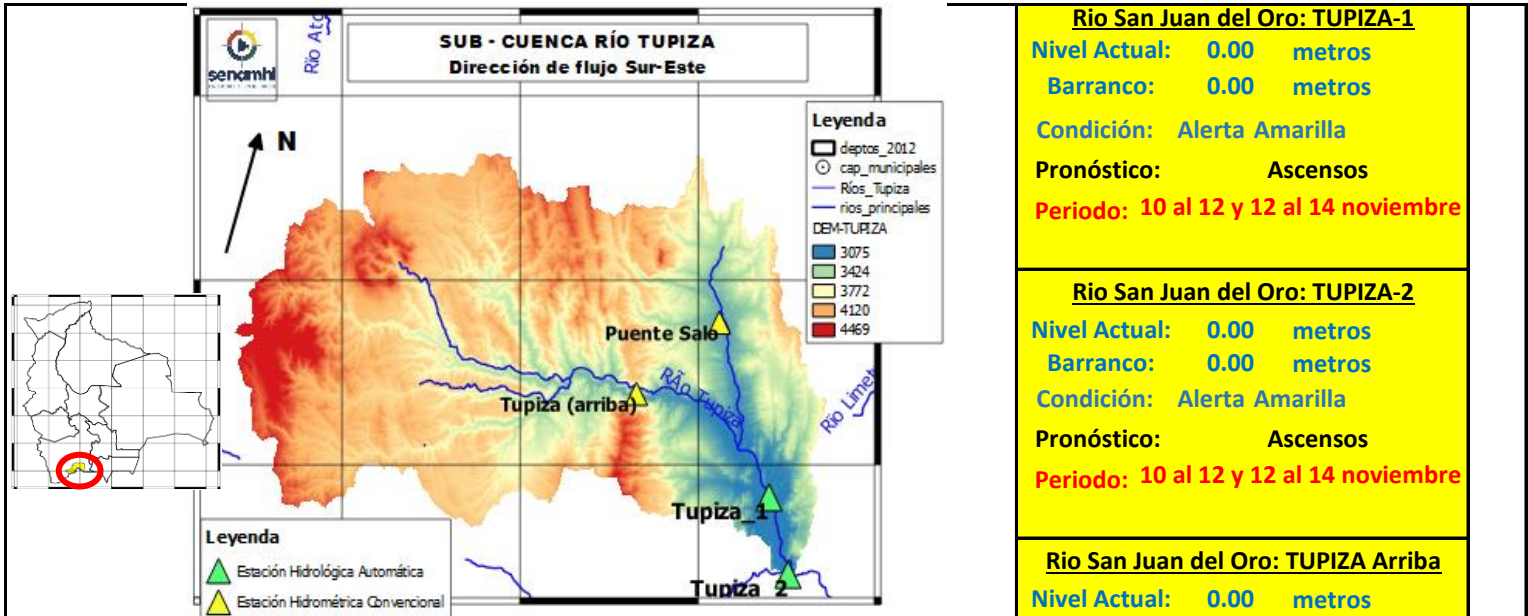 senamhi
Río Ato
SUB - CUENCA RÍO TUPIZA
Dirección de flujo Sur-Este
N
Leyenda
deptos_2012
cap_municipales
Ríos_Tupiza
rios_principales
DEM-TUPIZA
3075
3424
3772
4120
4469
Puente Salo
RÃo Tupiza
Tupiza (arriba)
Río Limet
Tupiza_1
Tupiza_2
Leyenda
Estación Hidrológica Automática
Estación Hidrométrica Convencional
Rio San Juan del Oro: TUPIZA-1
Nivel Actual: 0.00 metros
Barranco: 0.00 metros
Condición: Alerta Amarilla
Pronóstico: Ascensos
Periodo: 10 al 12 y 12 al 14 noviembre
Rio San Juan del Oro: TUPIZA-2
Nivel Actual: 0.00 metros
Barranco: 0.00 metros
Condición: Alerta Amarilla
Pronóstico: Ascensos
Periodo: 10 al 12 y 12 al 14 noviembre
Rio San Juan del Oro: TUPIZA Arriba
Nivel Actual: 0.00 metros